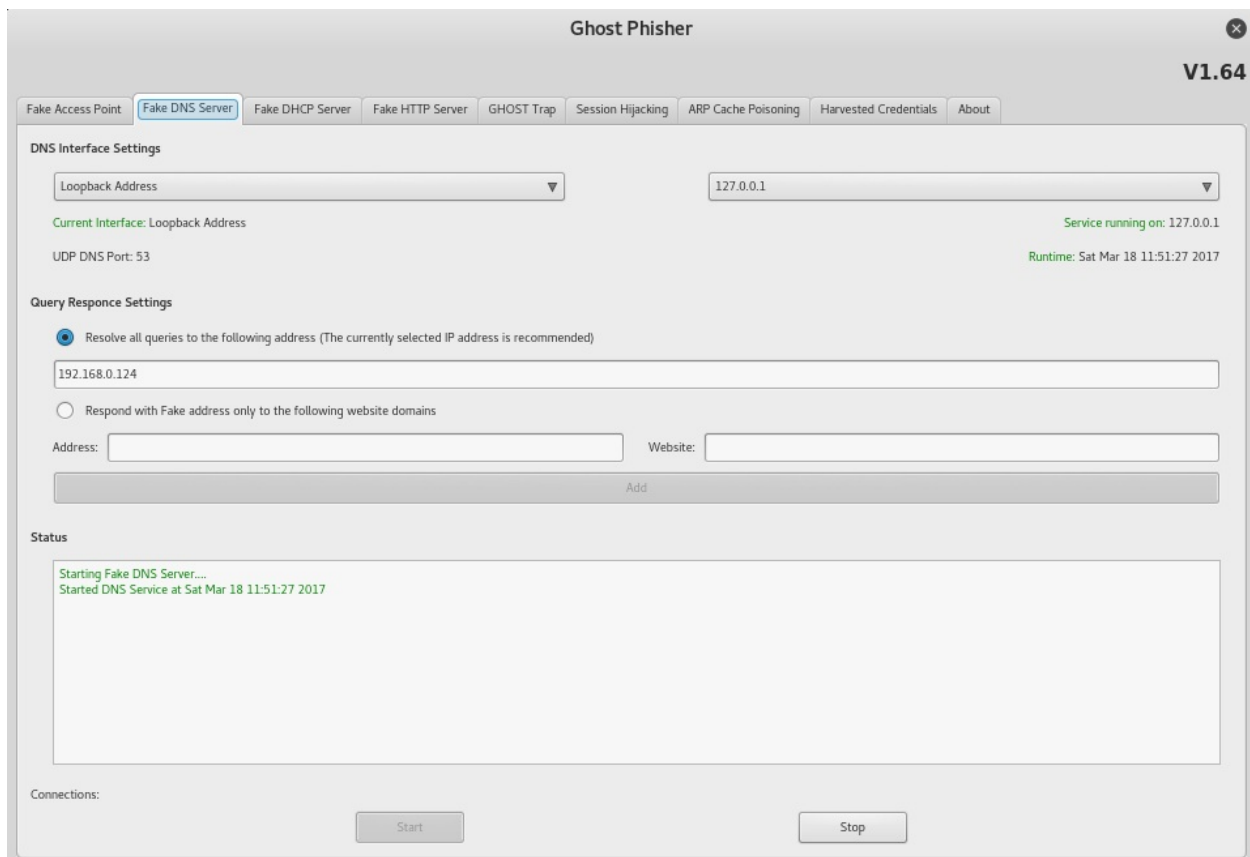 Ghost Phisher
V1.64
Fake Access Point Fake DNS Server Fake DHCP Server Fake HTTP Server GHOST Trap Session Hijacking ARP Cache Poisoning Harvested Credentials About
DNS Interface Settings
Loopback Address 127.0.0.1
Current Interface: Loopback Address Service running on: 127.0.0.1
UDP DNS Port: 53 Runtime: Sat Mar 18 11:51:27 2017
Query Responce Settings
Resolve all queries to the following address (The currently selected IP address is recommended)
192.168.0.124
Respond with Fake address only to the following website domains
Address: Website:
Add
Status
Starting Fake DNS Server....
Started DNS Service at Sat Mar 18 11:51:27 2017
Connections:
Start Stop